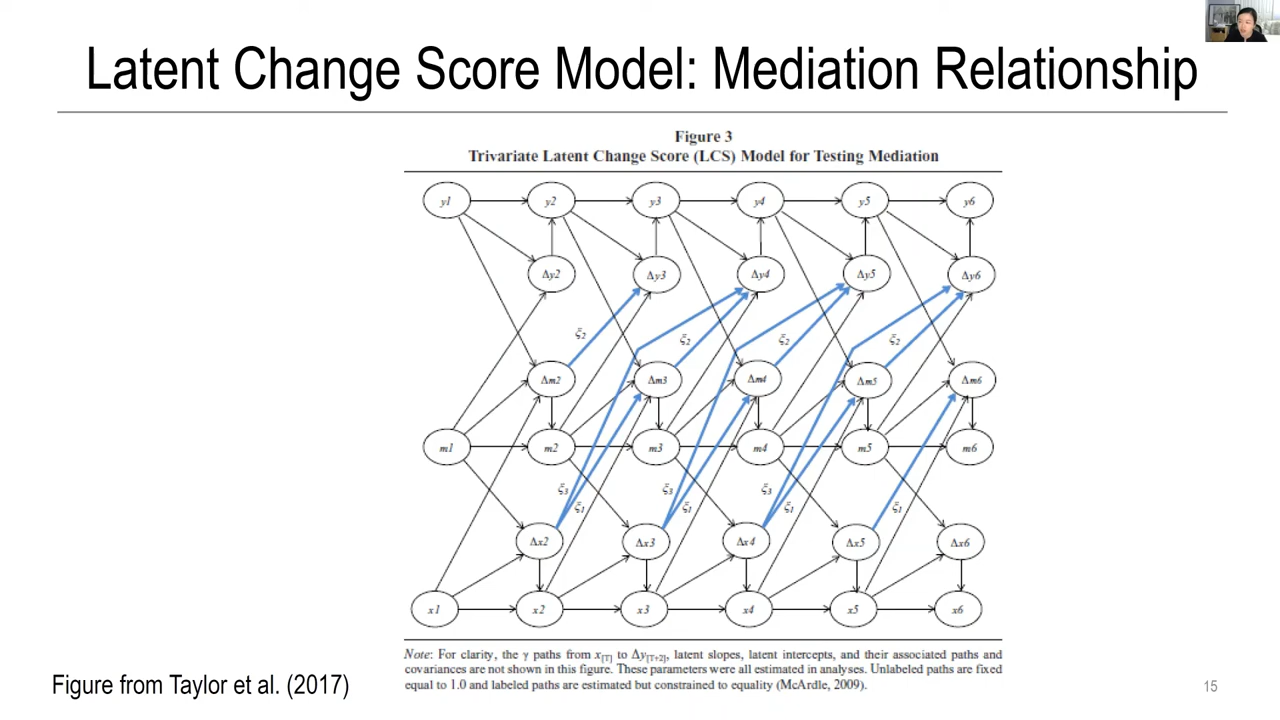 Latent Change Score Model: Mediation Relationship
Figure 3
Trivariate Latent Change Score (LCS) Model for Testing Mediation
y1 y2 y3 y4 y5 y6
Δy2 Δy3 Δy4 Δy5 Δy6
ξ2 ξ2 ξ2 ξ2
Δm2 Δm3 Δm4 Δm5 Δm6
m1 m2 m3 m4 m5 m6
ξ3 ξ3 ξ3
ξ1 ξ1 ξ1 ξ1
Δx2 Δx3 Δx4 Δx5 Δx6
x1 x2 x3 x4 x5 x6
Note: For clarity, the γ paths from x[T] to Δy[T+2], latent slopes, latent intercepts, and their associated paths and
covariances are not shown in this figure. These parameters were all estimated in analyses. Unlabeled paths are fixed
equal to 1.0 and labeled paths are estimated but constrained to equality (McArdle, 2009).
Figure from Taylor et al. (2017)
15